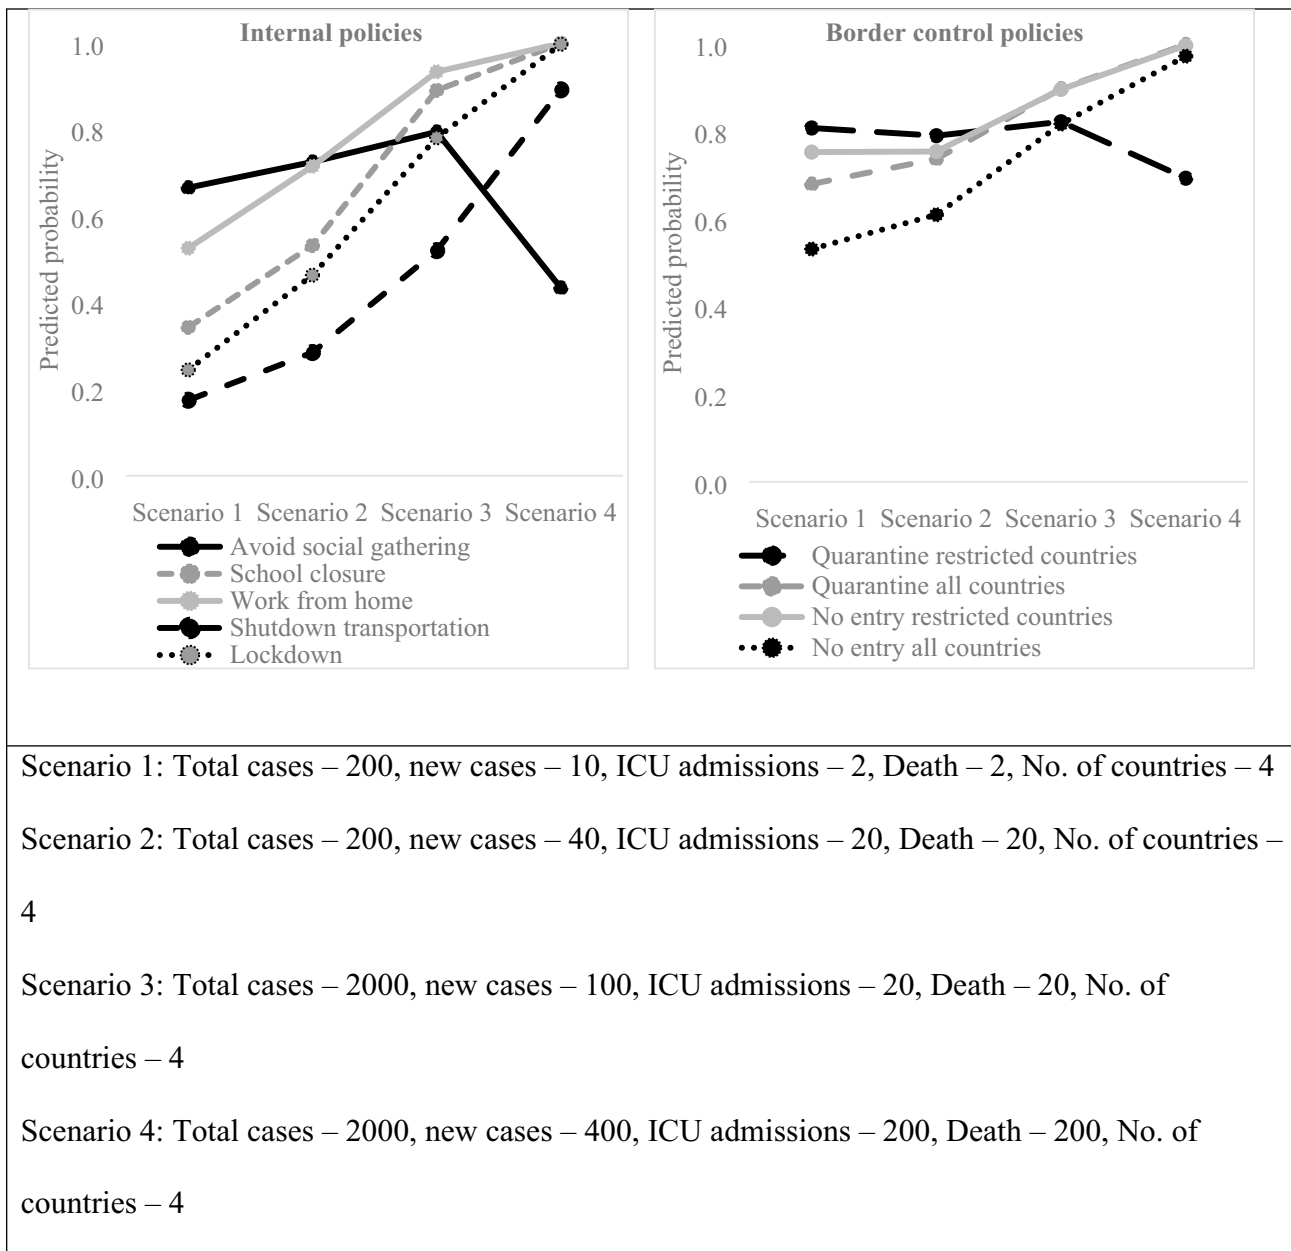 Internal policies
1.0
0.8
0.6
0.4
0.2
0.0
Predicted probability
Scenario 1 Scenario 2 Scenario 3 Scenario 4
Avoid social gathering
School closure
Work from home
Shutdown transportation
Lockdown
Border control policies
1.0
0.8
0.6
0.4
0.2
0.0
Predicted probability
Scenario 1 Scenario 2 Scenario 3 Scenario 4
Quarantine restricted countries
Quarantine all countries
No entry restricted countries
No entry all countries
Scenario 1: Total cases – 200, new cases – 10, ICU admissions – 2, Death – 2, No. of countries – 4
Scenario 2: Total cases – 200, new cases – 40, ICU admissions – 20, Death – 20, No. of countries –
4
Scenario 3: Total cases – 2000, new cases – 100, ICU admissions – 20, Death – 20, No. of
countries – 4
Scenario 4: Total cases – 2000, new cases – 400, ICU admissions – 200, Death – 200, No. of
countries – 4